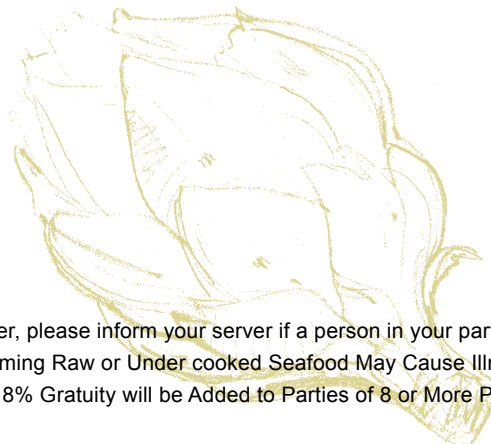 er, please inform your server if a person in your par
ming Raw or Under cooked Seafood May Cause Illn
8% Gratuity will be Added to Parties of 8 or More P